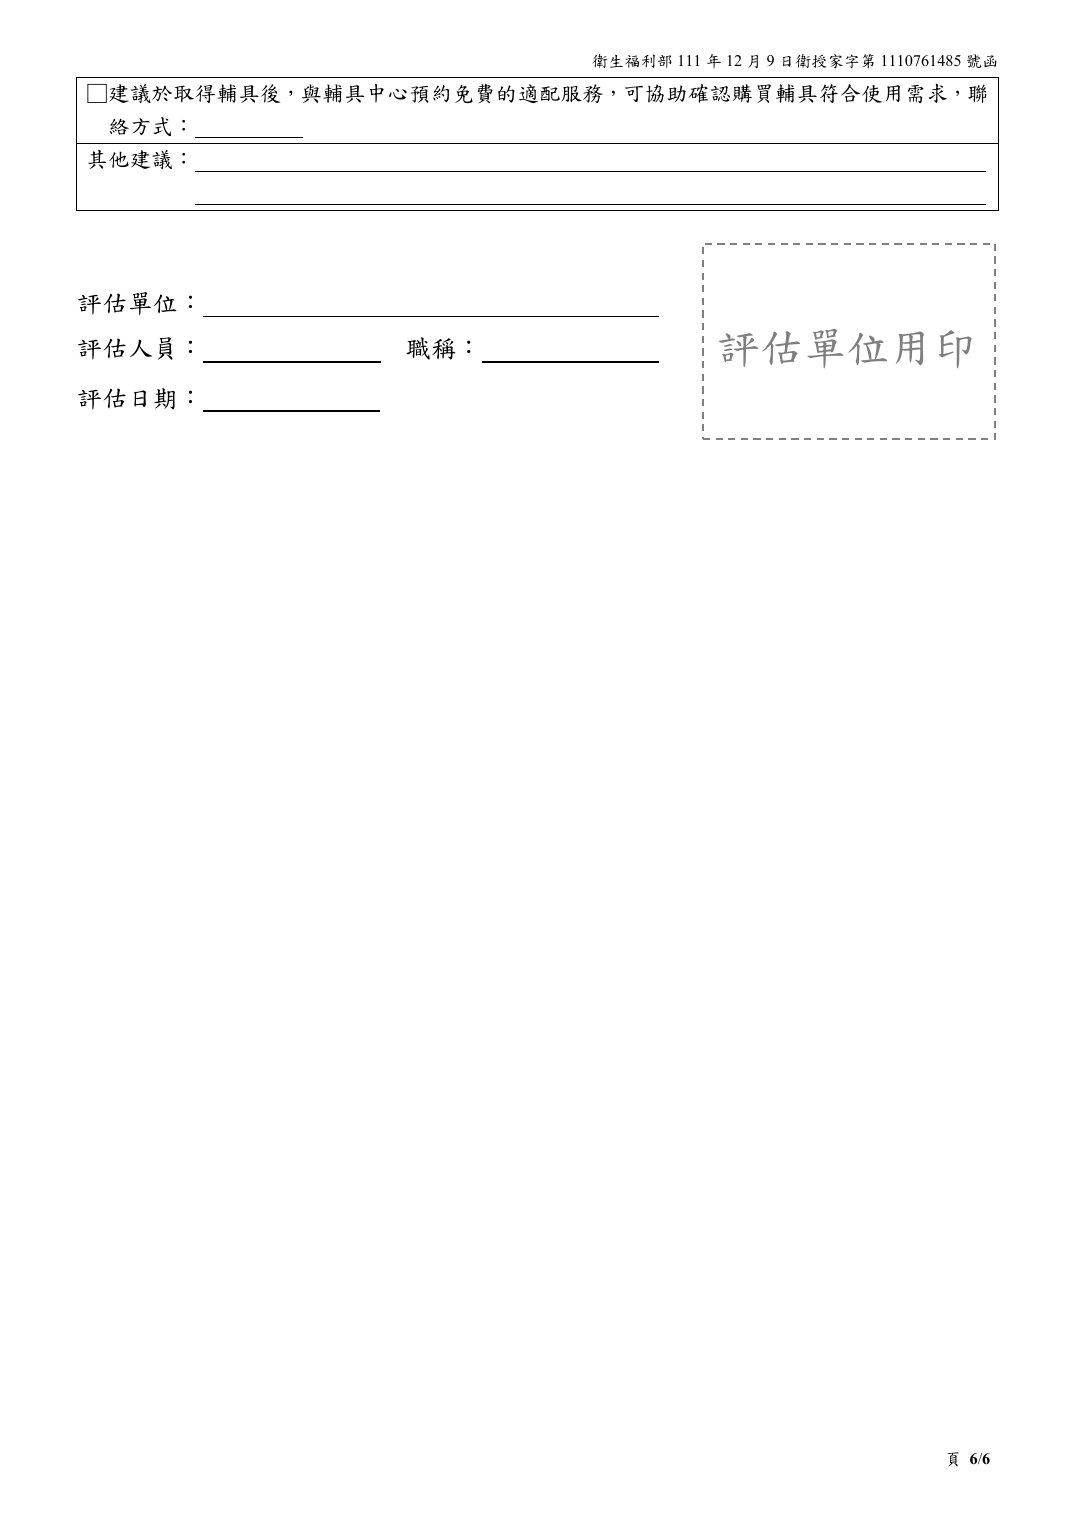 衛生福利部 111 年 12 月 9 日衛授家字第 1110761485 號函
□建議於取得輔具後，與輔具中心預約免費的適配服務，可協助確認購買輔具符合使用需求，聯
絡方式：
其他建議：
評估單位：
評估人員：　職稱：
評估日期：
評估單位用印
頁 6/6